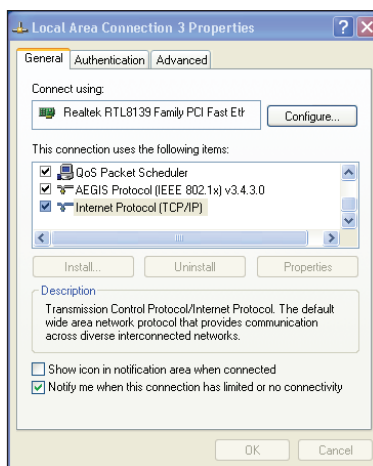 Local Area Connection 3 Properties
General Authentication Advanced
Connect using:
Realtek RTL8139 Family PCI Fast Eth
Configure...
This connection uses the following items:
QoS Packet Scheduler
AEGIS Protocol (IEEE 802.1x) v3.4.3.0
Internet Protocol (TCP/IP)
Install... Uninstall Properties
Description
Transmission Control Protocol/Internet Protocol. The default
wide area network protocol that provides communication
across diverse interconnected networks.
Show icon in notification area when connected
Notify me when this connection has limited or no connectivity
OK Cancel